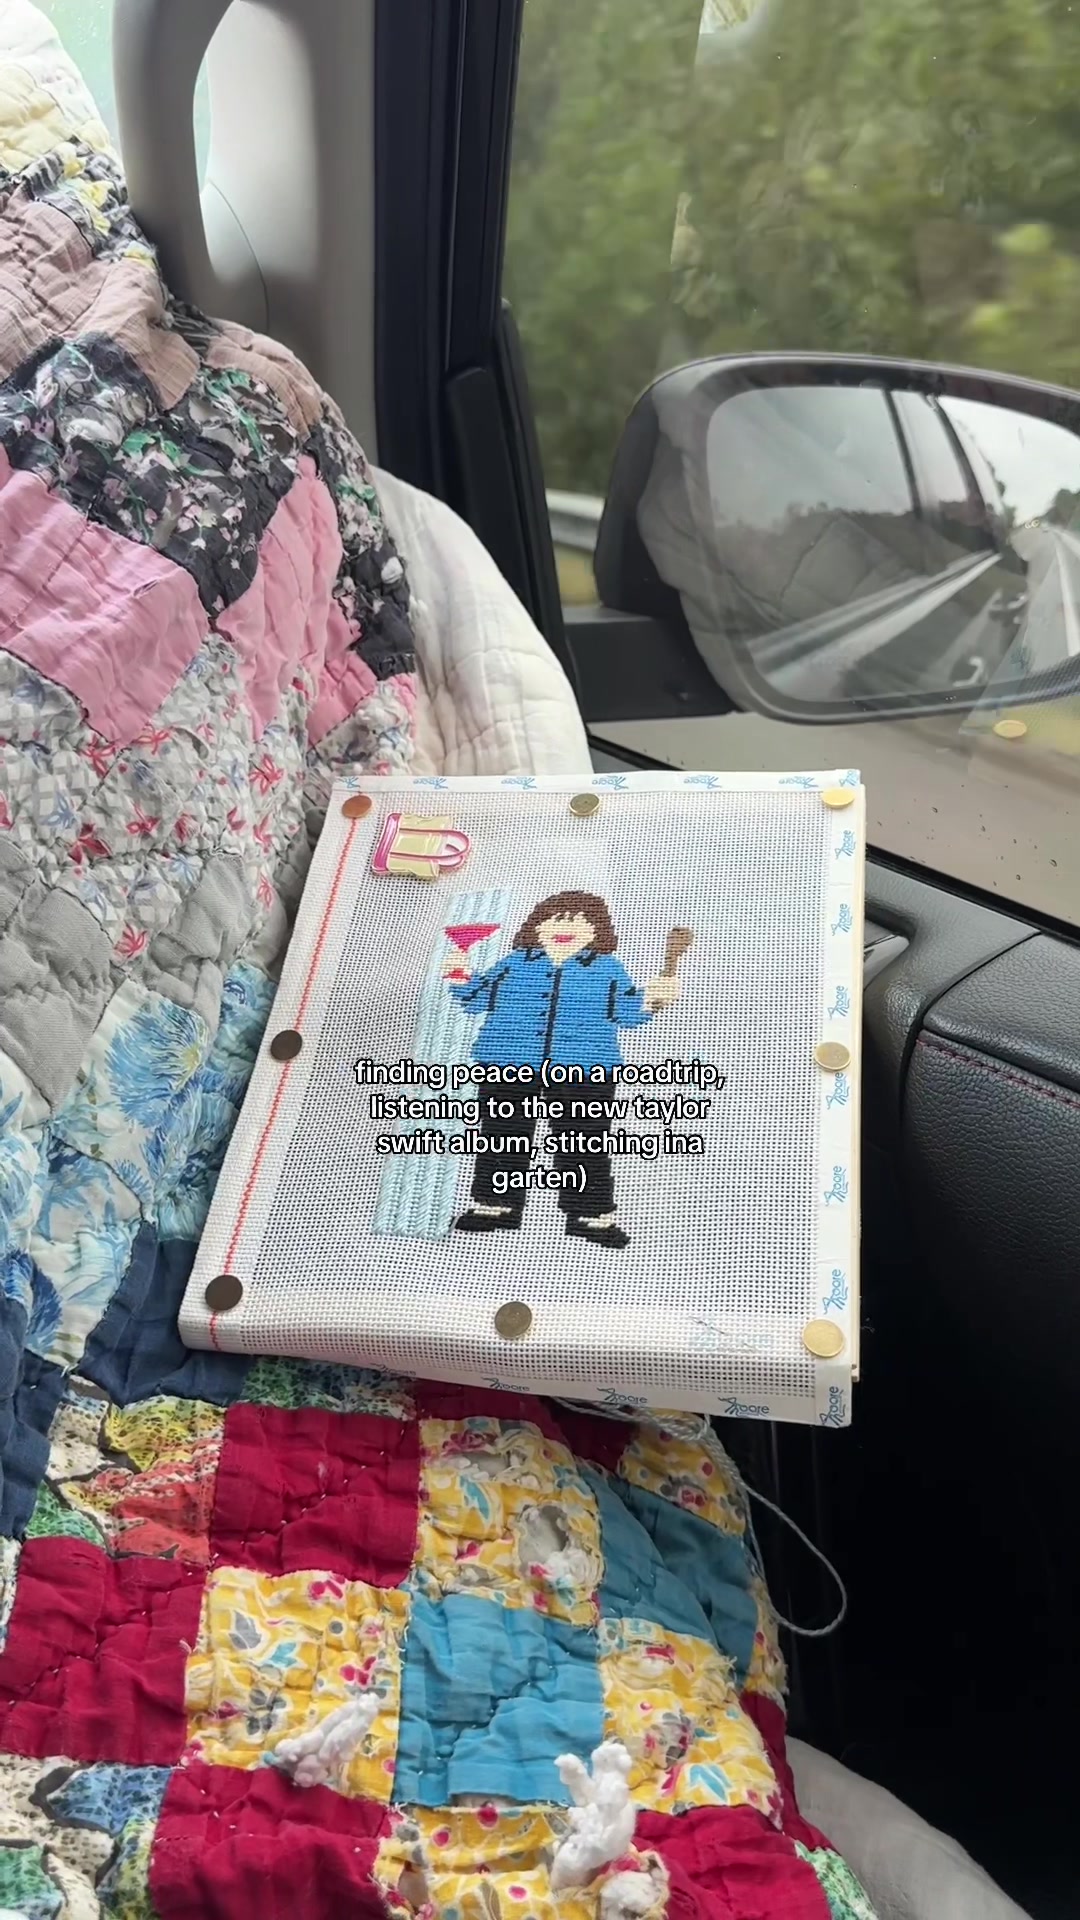 finding peace (on a roadtrip,
listening to the new taylor
swift album, stitching ina
garten)